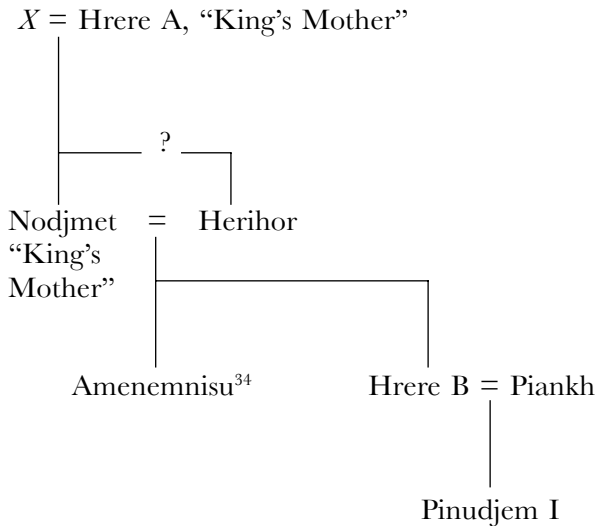 X = Hrere A, “King’s Mother”
?
Nodjmet = Herihor
“King’s
Mother”
Amenemnisu³⁴ Hrere B = Piankh
Pinudjem I